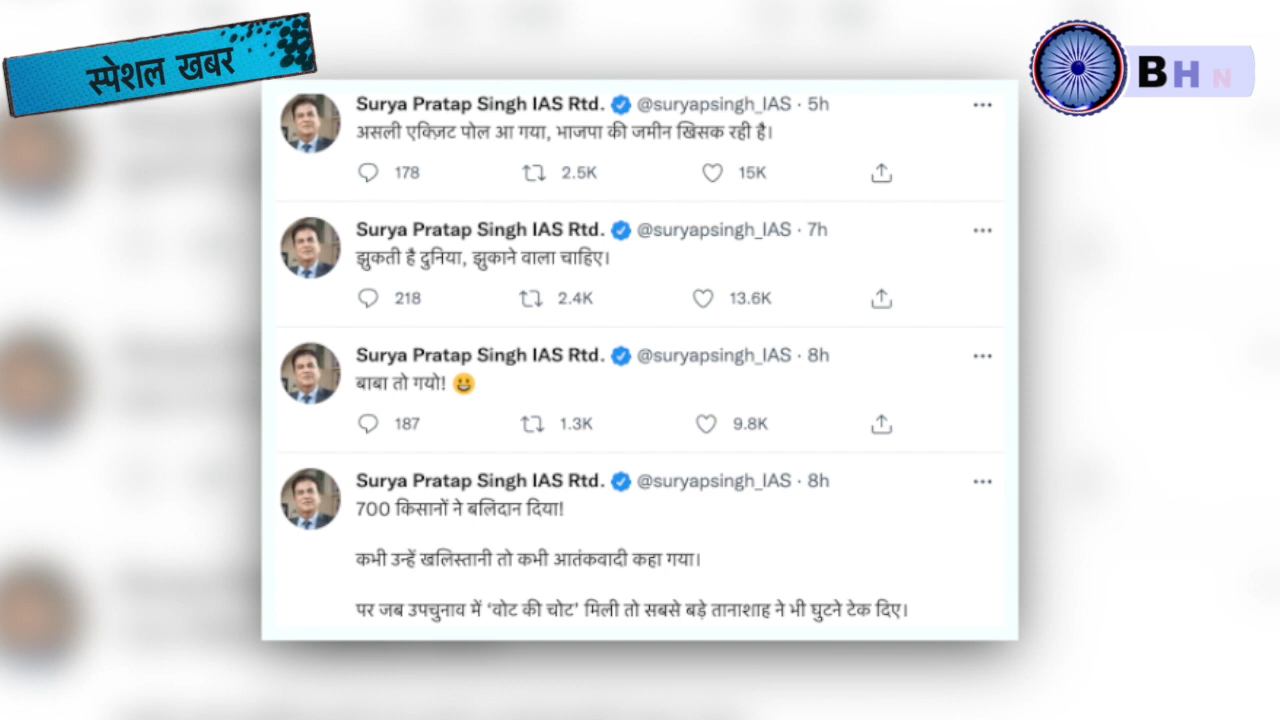 स्पेशल खबर
BHN
Surya Pratap Singh IAS Rtd. @suryapsingh_IAS · 5h
असली एक्ज़िट पोल आ गया, भाजपा की जमीन खिसक रही है।
178 2.5K 15K
Surya Pratap Singh IAS Rtd. @suryapsingh_IAS · 7h
झुकती है दुनिया, झुकाने वाला चाहिए।
218 2.4K 13.6K
Surya Pratap Singh IAS Rtd. @suryapsingh_IAS · 8h
बाबा तो गयो! 😀
187 1.3K 9.8K
Surya Pratap Singh IAS Rtd. @suryapsingh_IAS · 8h
700 किसानों ने बलिदान दिया!
कभी उन्हें खलिस्तानी तो कभी आतंकवादी कहा गया।
पर जब उपचुनाव में ‘वोट की चोट’ मिली तो सबसे बड़े तानाशाह ने भी घुटने टेक दिए।